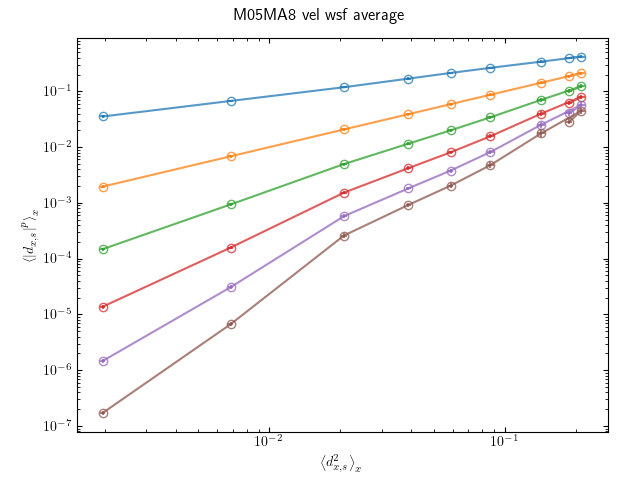 M05MA8 vel wsf average
10⁻¹
10⁻²
10⁻³
10⁻⁴
10⁻⁵
10⁻⁶
10⁻⁷
⟨|d_{x,s}|^p⟩_x
10⁻² 10⁻¹
⟨d²_{x,s}⟩_x